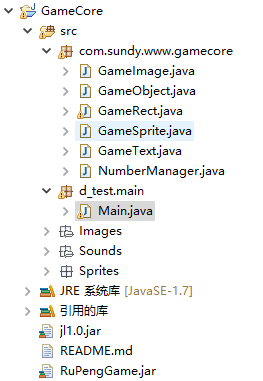 GameCore
src
com.sundy.www.gamecore
GameImage.java
GameObject.java
GameRect.java
GameSprite.java
GameText.java
NumberManager.java
d_test.main
Main.java
Images
Sounds
Sprites
JRE 系统库 [JavaSE-1.7]
引用的库
jl1.0.jar
README.md
RuPengGame.jar